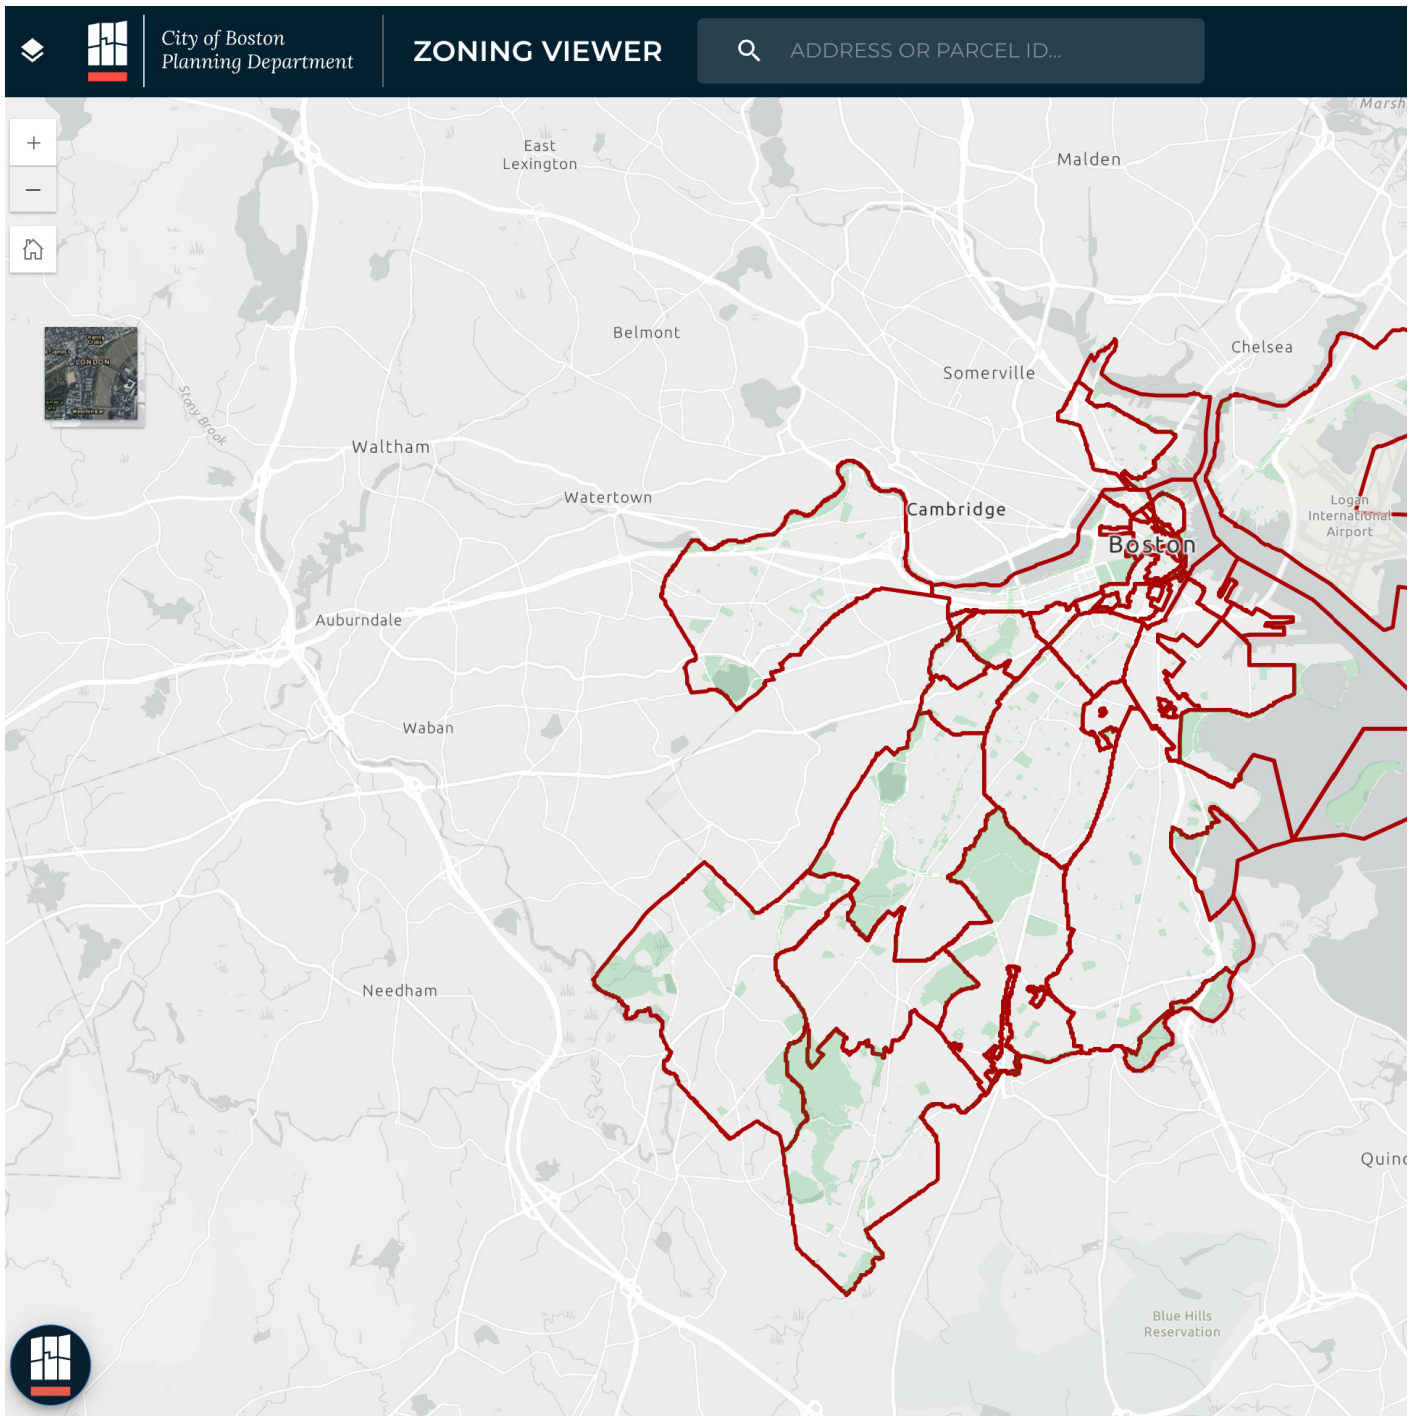 City of Boston
Planning Department
ZONING VIEWER
ADDRESS OR PARCEL ID...
Marsh
East
Lexington
Malden
Belmont
Chelsea
Somerville
LONDON
Stony Brook
Waltham
Watertown
Cambridge
Logan
International
Airport
Boston
Auburndale
Waban
Needham
Quinc
Blue Hills
Reservation